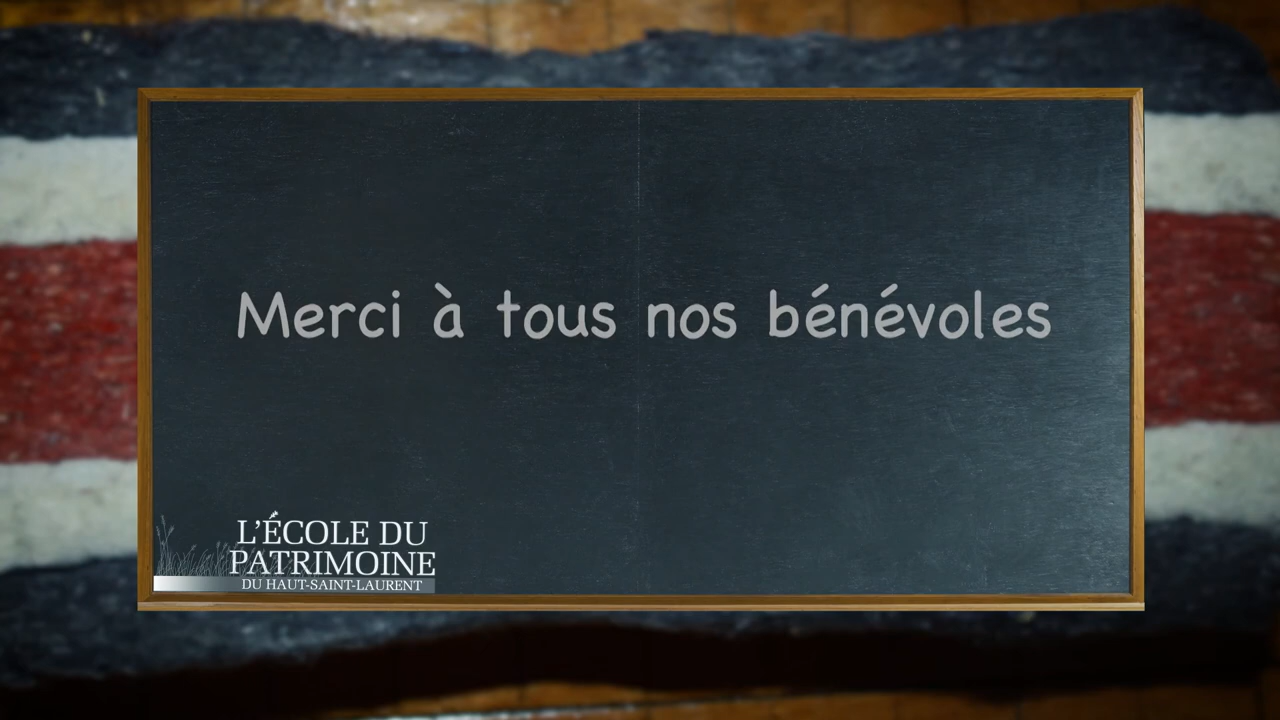 Merci à tous nos bénévoles
L'ÉCOLE DU
PATRIMOINE
DU HAUT-SAINT-LAURENT